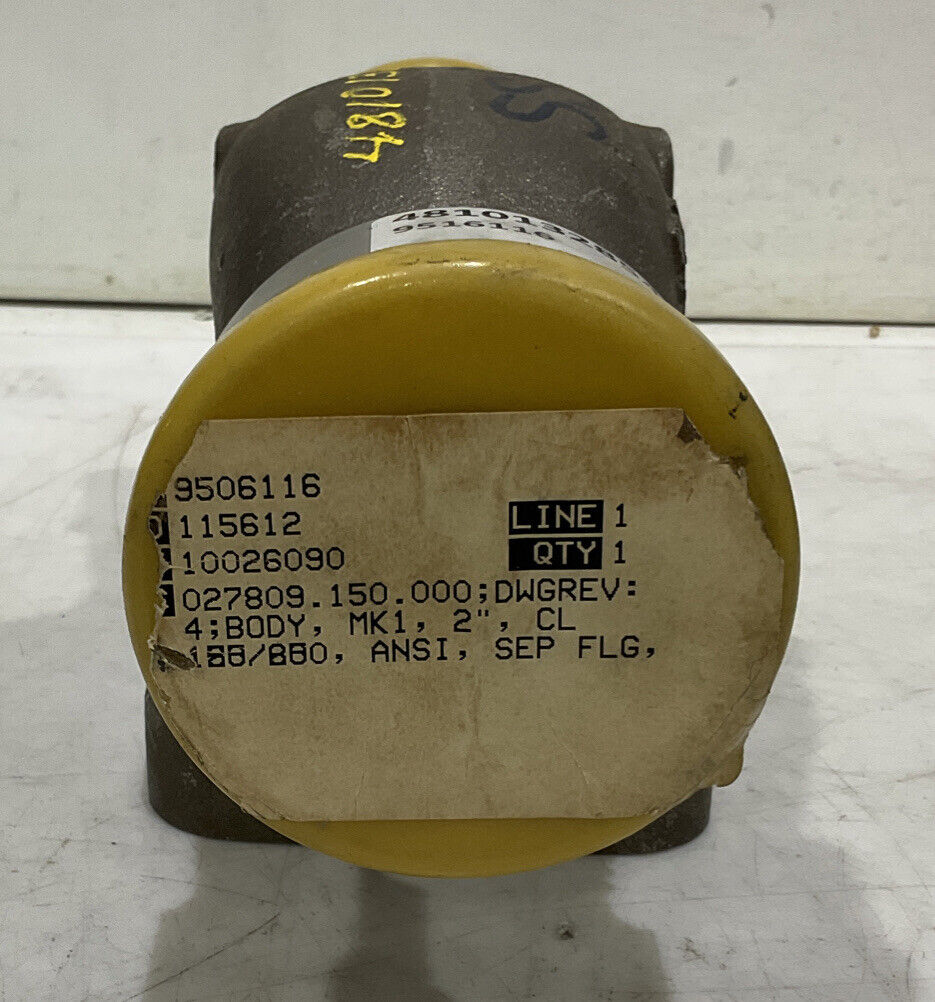 48101
9516116
9506116
115612 LINE 1
10026090 QTY 1
027809.150.000;DWGREV:
4;BODY, MK1, 2", CL
ANSI, SEP FLG,